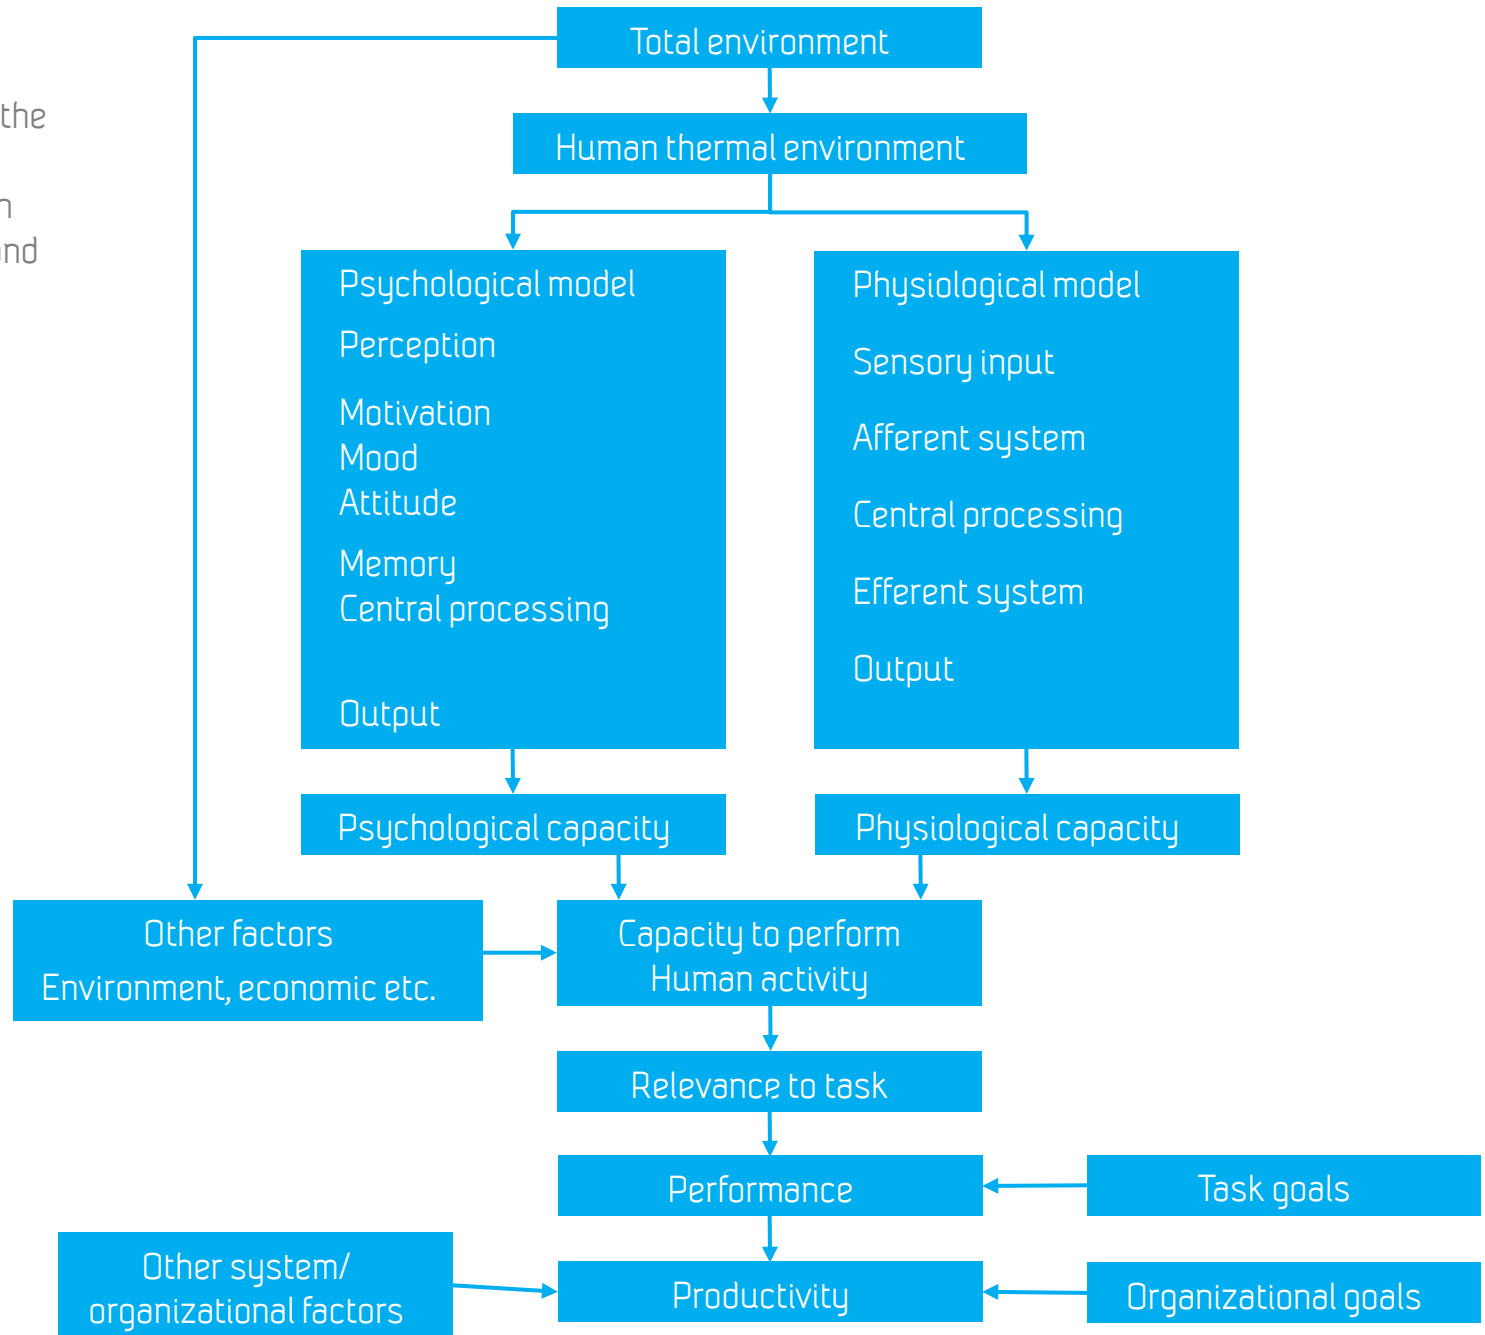 Total environment
the
Human thermal environment
and
Psychological model
Perception
Motivation
Mood
Attitude
Memory
Central processing
Output
Physiological model
Sensory input
Afferent system
Central processing
Efferent system
Output
Psychological capacity
Physiological capacity
Other factors
Environment, economic etc.
Capacity to perform
Human activity
Relevance to task
Performance
Task goals
Other system/
organizational factors
Productivity
Organizational goals